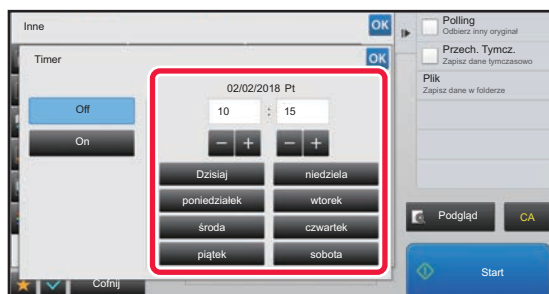 Inne
OK
Timer
OK
02/02/2018 Pt
Off
10 : 15
On
− + − +
Dzisiaj niedziela
poniedziałek wtorek
środa czwartek
piątek sobota
Cofnij
Polling
Odbierz inny oryginał
Przech. Tymcz.
Zapisz dane tymczasowo
Plik
Zapisz dane w folderze
Podgląd CA
Start